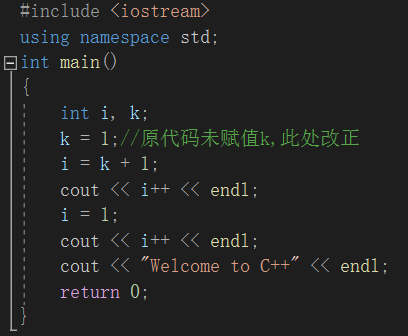 #include <iostream>
using namespace std;
int main()
{
int i, k;
k = 1;//原代码未赋值k,此处改正
i = k + 1;
cout << i++ << endl;
i = 1;
cout << i++ << endl;
cout << "Welcome to C++" << endl;
return 0;
}